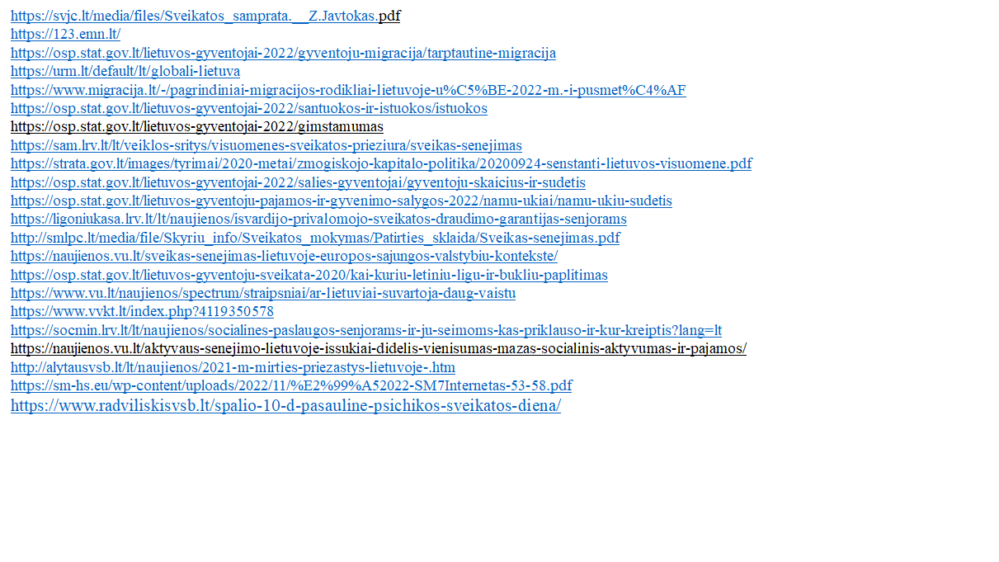 https://svjc.lt/media/files/Sveikatos_samprata.__Z.Javtokas.pdf
https://123.emn.lt/
https://osp.stat.gov.lt/lietuvos-gyventojai-2022/gyventoju-migracija/tarptautine-migracija
https://urm.lt/default/lt/globali-lietuva
https://www.migracija.lt/-/pagrindiniai-migracijos-rodikliai-lietuvoje-u%C5%BE-2022-m.-i-pusmet%C4%AF
https://osp.stat.gov.lt/lietuvos-gyventojai-2022/santuokos-ir-istuokos/istuokos
https://osp.stat.gov.lt/lietuvos-gyventojai-2022/gimstamumas
https://sam.lrv.lt/lt/veiklos-sritys/visuomenes-sveikatos-prieziura/sveikas-senejimas
https://strata.gov.lt/images/tyrimai/2020-metai/zmogiskojo-kapitalo-politika/20200924-senstanti-lietuvos-visuomene.pdf
https://osp.stat.gov.lt/lietuvos-gyventojai-2022/salies-gyventojai/gyventoju-skaicius-ir-sudetis
https://osp.stat.gov.lt/lietuvos-gyventoju-pajamos-ir-gyvenimo-salygos-2022/namu-ukiai/namu-ukiu-sudetis
https://ligoniukasa.lrv.lt/lt/naujienos/isvardijo-privalomojo-sveikatos-draudimo-garantijas-senjorams
http://smlpc.lt/media/file/Skyriu_info/Sveikatos_mokymas/Patirties_sklaida/Sveikas-senejimas.pdf
https://naujienos.vu.lt/sveikas-senejimas-lietuvoje-europos-sajungos-valstybiu-kontekste/
https://osp.stat.gov.lt/lietuvos-gyventoju-sveikata-2020/kai-kuriu-letiniu-ligu-ir-bukliu-paplitimas
https://www.vu.lt/naujienos/spectrum/straipsniai/ar-lietuviai-suvartoja-daug-vaistu
https://www.vvkt.lt/index.php?4119350578
https://socmin.lrv.lt/lt/naujienos/socialines-paslaugos-senjorams-ir-ju-seimoms-kas-priklauso-ir-kur-kreiptis?lang=lt
https://naujienos.vu.lt/aktyvaus-senejimo-lietuvoje-issukiai-didelis-vienisumas-mazas-socialinis-aktyvumas-ir-pajamos/
http://alytausvsb.lt/lt/naujienos/2021-m-mirties-priezastys-lietuvoje-.htm
https://sm-hs.eu/wp-content/uploads/2022/11/%E2%99%A52022-SM7Internetas-53-58.pdf
https://www.radviliskisvsb.lt/spalio-10-d-pasauline-psichikos-sveikatos-diena/